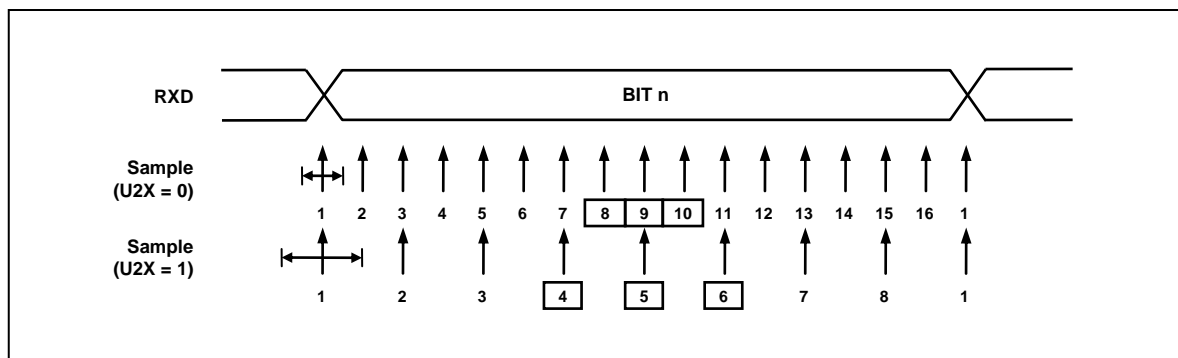 RXD
BIT n
Sample
(U2X = 0)
1 2 3 4 5 6 7 8 9 10 11 12 13 14 15 16 1
Sample
(U2X = 1)
1 2 3 4 5 6 7 8 1